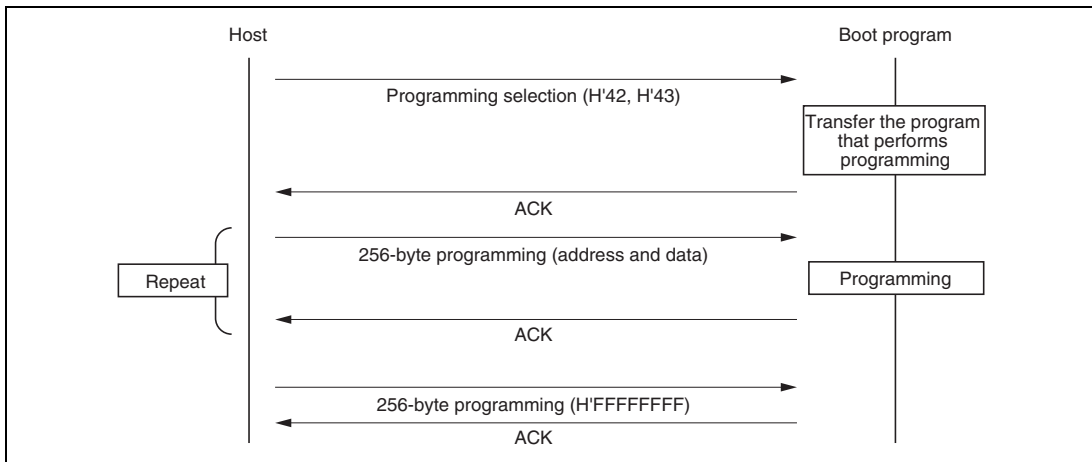 Host
Boot program
Programming selection (H'42, H'43)
Transfer the program
that performs
programming
ACK
256-byte programming (address and data)
Repeat
Programming
ACK
256-byte programming (H'FFFFFFFF)
ACK